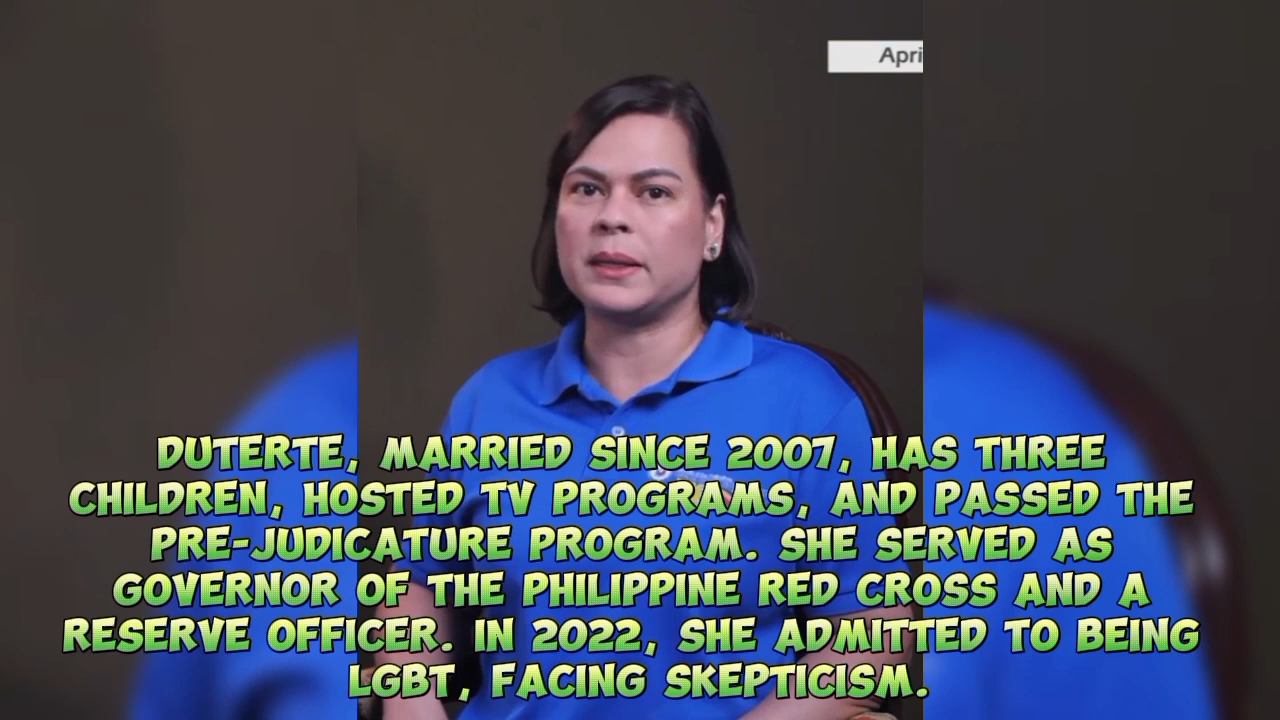 Apri
DUTERTE, MARRIED SINCE 2007, HAS THREE
CHILDREN, HOSTED TV PROGRAMS, AND PASSED THE
PRE-JUDICATURE PROGRAM. SHE SERVED AS
GOVERNOR OF THE PHILIPPINE RED CROSS AND A
RESERVE OFFICER. IN 2022, SHE ADMITTED TO BEING
LGBT, FACING SKEPTICISM.